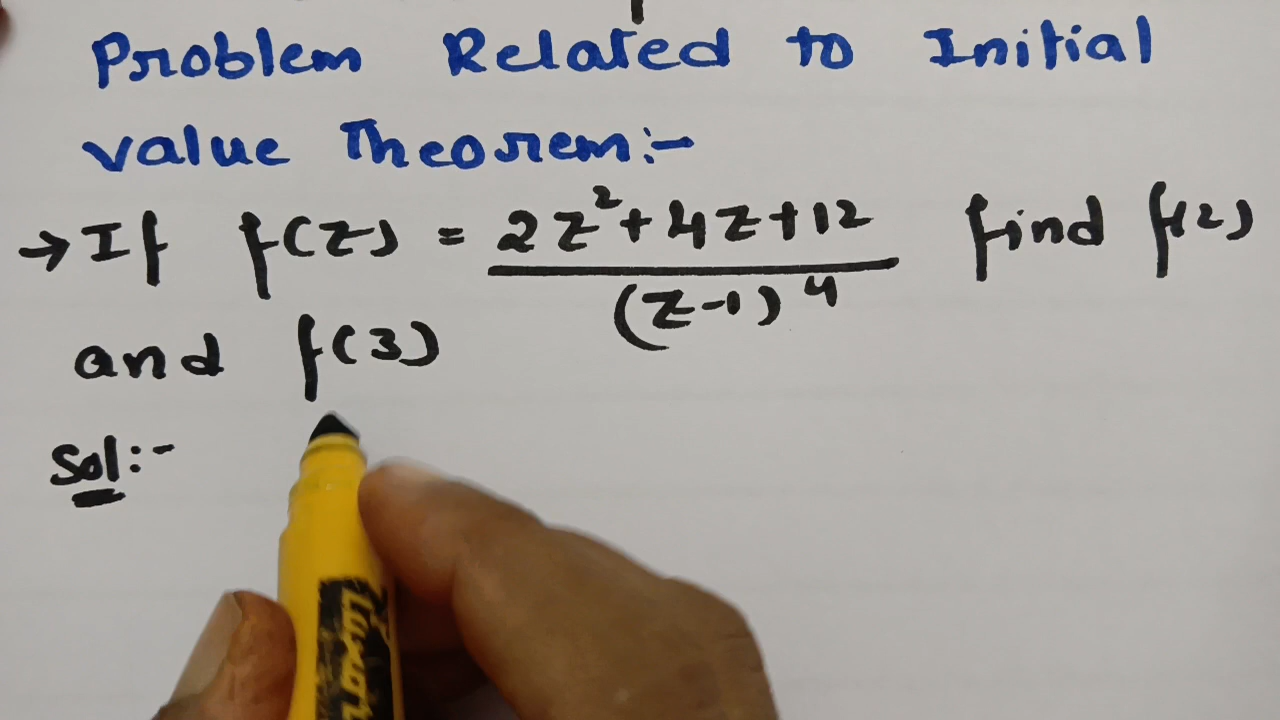 Problem Related to Initial
value Theorem:-
→ If f(z) = 2z²+4z+12 / (z-1)⁴ find f(2)
and f(3)
Sol:-